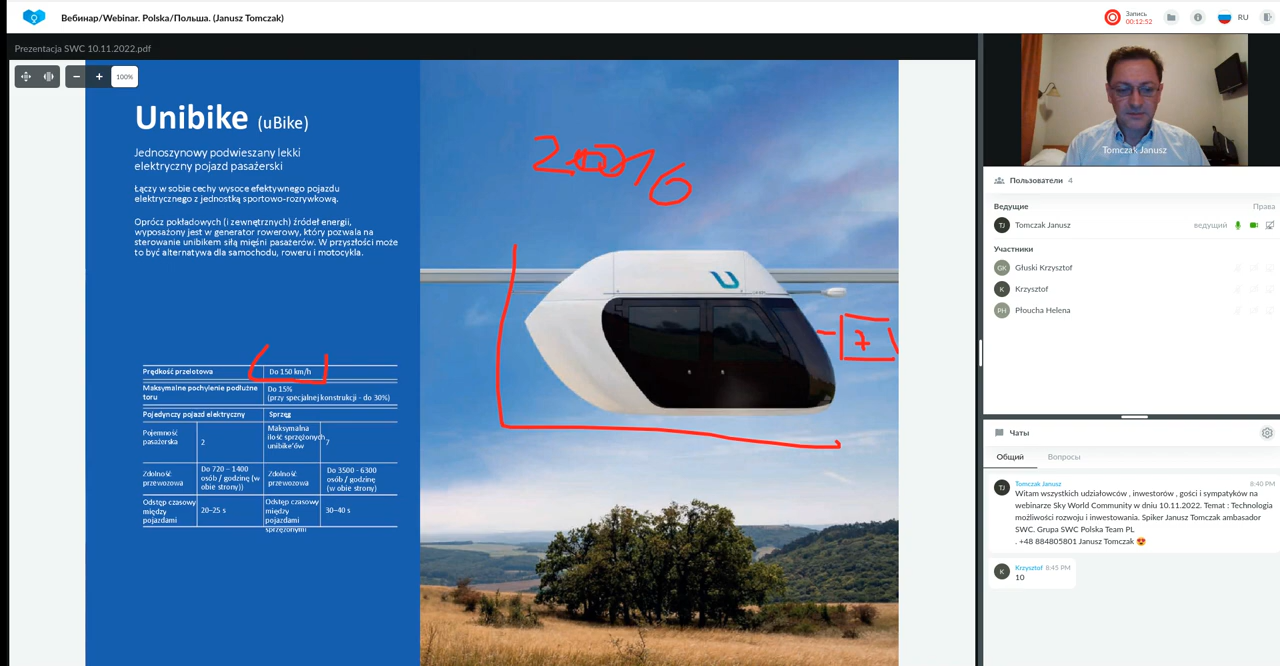 Вебинар/Webinar. Polska/Польша. (Janusz Tomczak)
Запись
00:12:52
RU
Prezentacja SWC 10.11.2022.pdf
100%
Unibike (uBike)
Jednoszynowy podwieszany lekki
elektryczny pojazd pasażerski
Łączy w sobie cechy wysoce efektywnego pojazdu
elektrycznego z jednostką sportowo-rozrywkową.
Oprócz pokładowych (i zewnętrznych) źródeł energii,
wyposażony jest w generator rowerowy, który pozwala na
sterowanie unibikem siłą mięśni pasażerów. W przyszłości może
to być alternatywa dla samochodu, roweru i motocykla.
Prędkość przelotowa
Do 150 km/h
Maksymalne pochylenie podłużne
toru
Do 15%
(przy specjalnej konstrukcji - do 30%)
Pojedynczy pojazd elektryczny
Sprzęg
Pojemność
pasażerska
2
Maksymalna
ilość sprzężonych
unibike'ów
7
Zdolność
przewozowa
Do 720 – 1400
osób / godzinę (w
obie strony))
Zdolność
przewozowa
Do 3500 - 6300
osób / godzinę
(w obie strony)
Odstęp czasowy
między
pojazdami
20–25 s
Odstęp czasowy
między
pojazdami
sprzężonymi
30–40 s
7
Tomczak Janusz
Пользователи 4
Ведущие
Права
TJ
Tomczak Janusz
ведущий
Участники
GK
Głuski Krzysztof
K
Krzysztof
PH
Płoucha Helena
Чаты
Общий
Вопросы
TJ
Tomczak Janusz
8:40 PM
Witam wszystkich udziałowców , inwestorów , gości i sympatyków na
webinarze Sky World Community w dniu 10.11.2022. Temat : Technologia
możliwości rozwoju i inwestowania. Spiker Janusz Tomczak ambasador
SWC. Grupa SWC Polska Team PL
. +48 884805801 Janusz Tomczak 😍
K
Krzysztof 8:45 PM
10